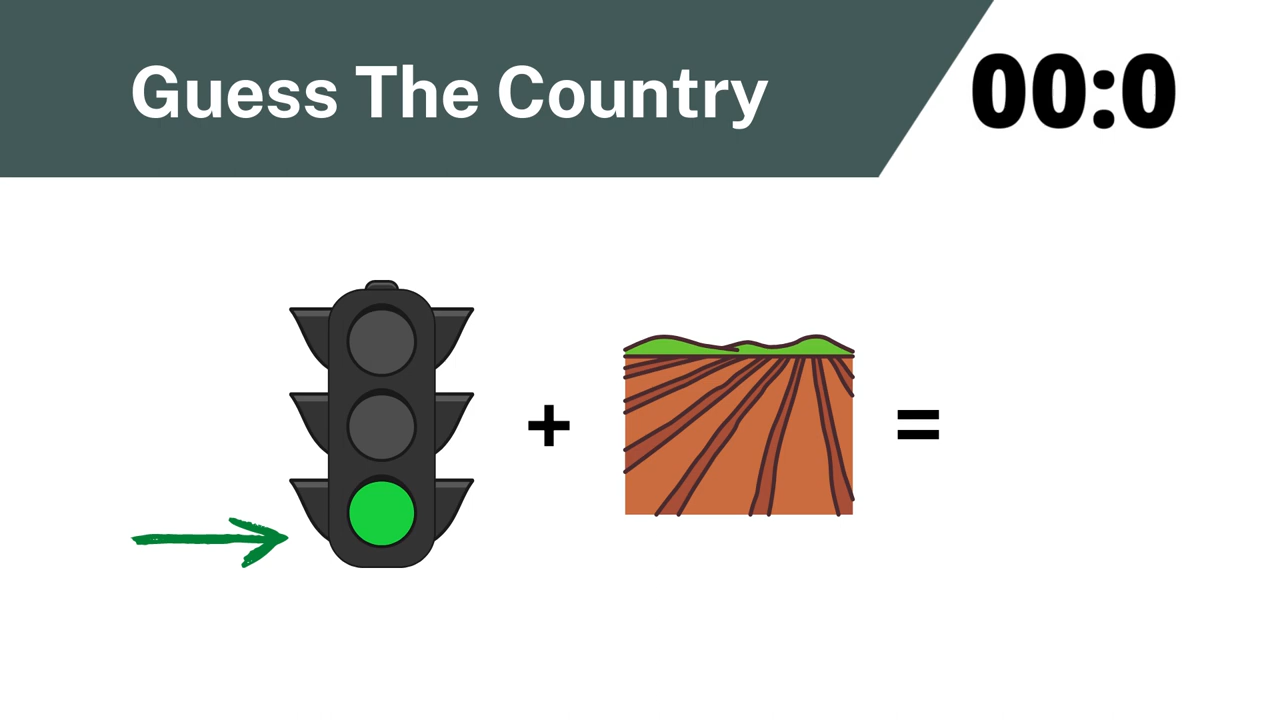 Guess The Country
00:0
+
=